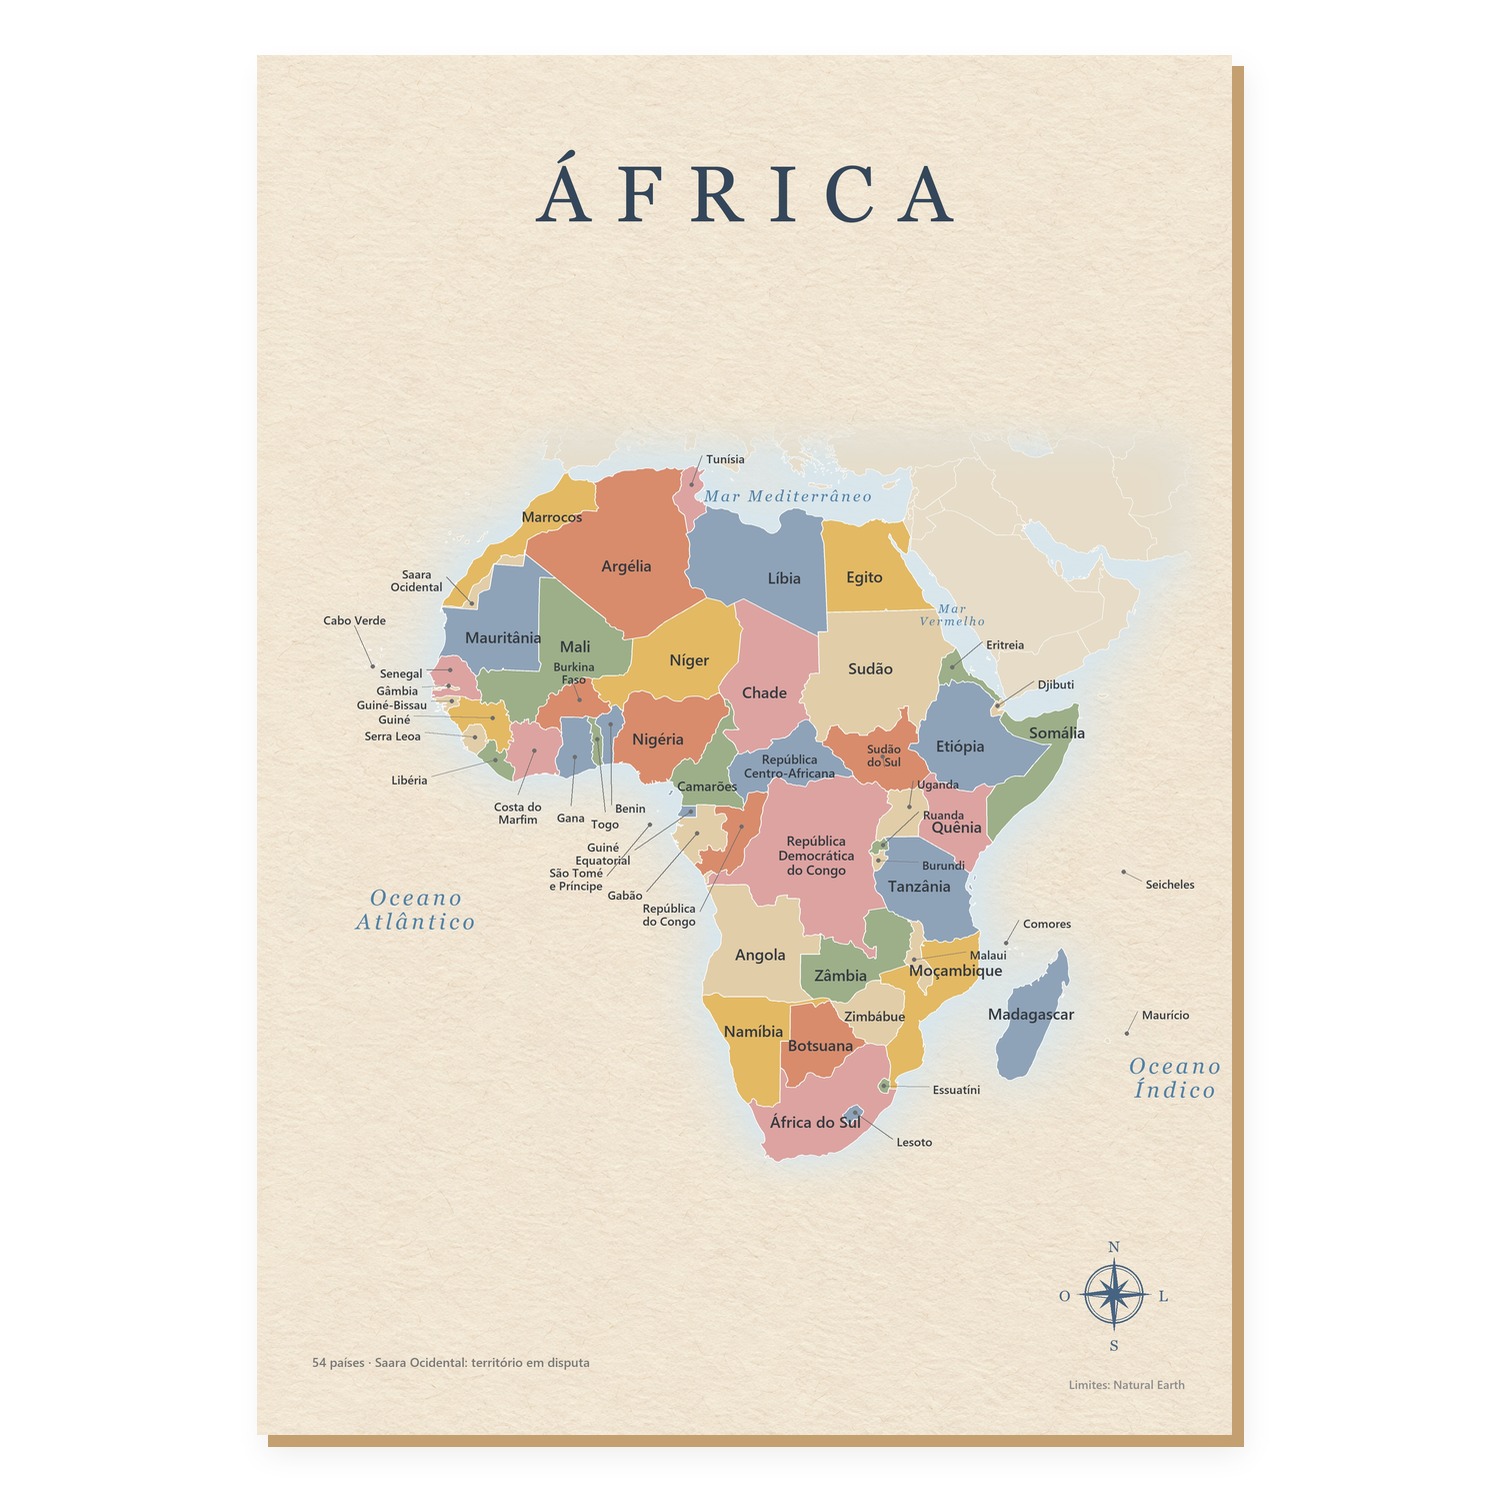 ÁFRICA
Tunísia
Mar Mediterrâneo
Marrocos
Argélia
Líbia
Egito
Saara
Ocidental
Mar
Vermelho
Cabo Verde
Mauritânia
Mali
Níger
Chade
Sudão
Eritreia
Burkina
Faso
Senegal
Gâmbia
Guiné-Bissau
Guiné
Serra Leoa
Libéria
Djibuti
Somália
Nigéria
Etiópia
Sudão
do Sul
República
Centro-Africana
Camarões
Uganda
Costa do
Marfim
Gana
Togo
Benin
Ruanda
Quênia
Guiné
Equatorial
São Tomé
e Príncipe
Gabão
República
do Congo
República
Democrática
do Congo
Burundi
Tanzânia
Seicheles
Oceano
Atlântico
Comores
Angola
Zâmbia
Malaui
Moçambique
Madagascar
Maurício
Namíbia
Botsuana
Zimbábue
Oceano
Índico
Essuatíni
África do Sul
Lesoto
N
O
L
S
54 países · Saara Ocidental: território em disputa
Limites: Natural Earth